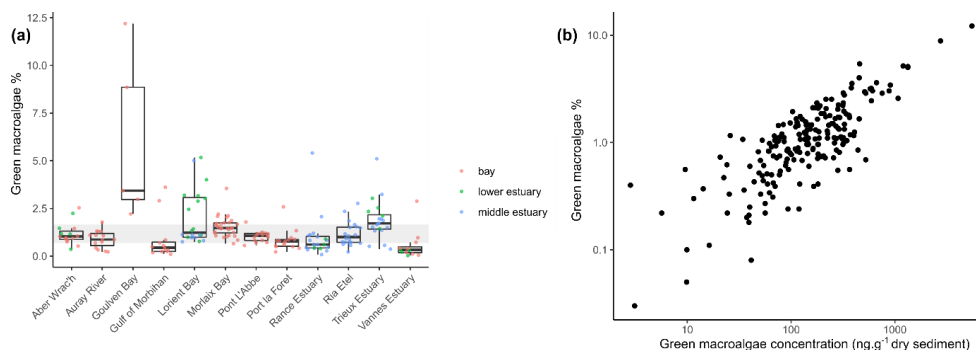 (a)
Green macroalgae %
12.5
10.0
7.5
5.0
2.5
0.0
Aber Wrac'h
Auray River
Goulven Bay
Gulf of Morbihan
Lorient Bay
Morlaix Bay
Pont L'Abbe
Port la Foret
Rance Estuary
Ria Etel
Trieux Estuary
Vannes Estuary
bay
lower estuary
middle estuary
(b)
Green macroalgae %
10.0
1.0
0.1
10
100
1000
Green macroalgae concentration (ng.g⁻¹ dry sediment)